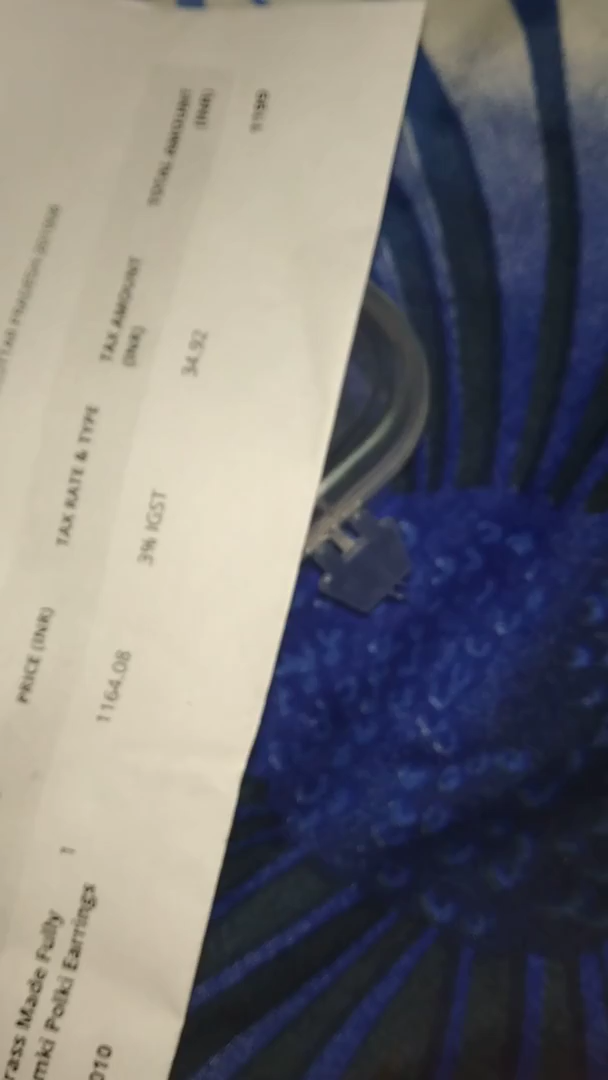 PRICE (INR) TAX RATE & TYPE TAX AMOUNT TOTAL AMOUNT
(INR) (INR)
rass Made Fully 1 1164.08 3% IGST 34.92
mki Polki Earrings
010